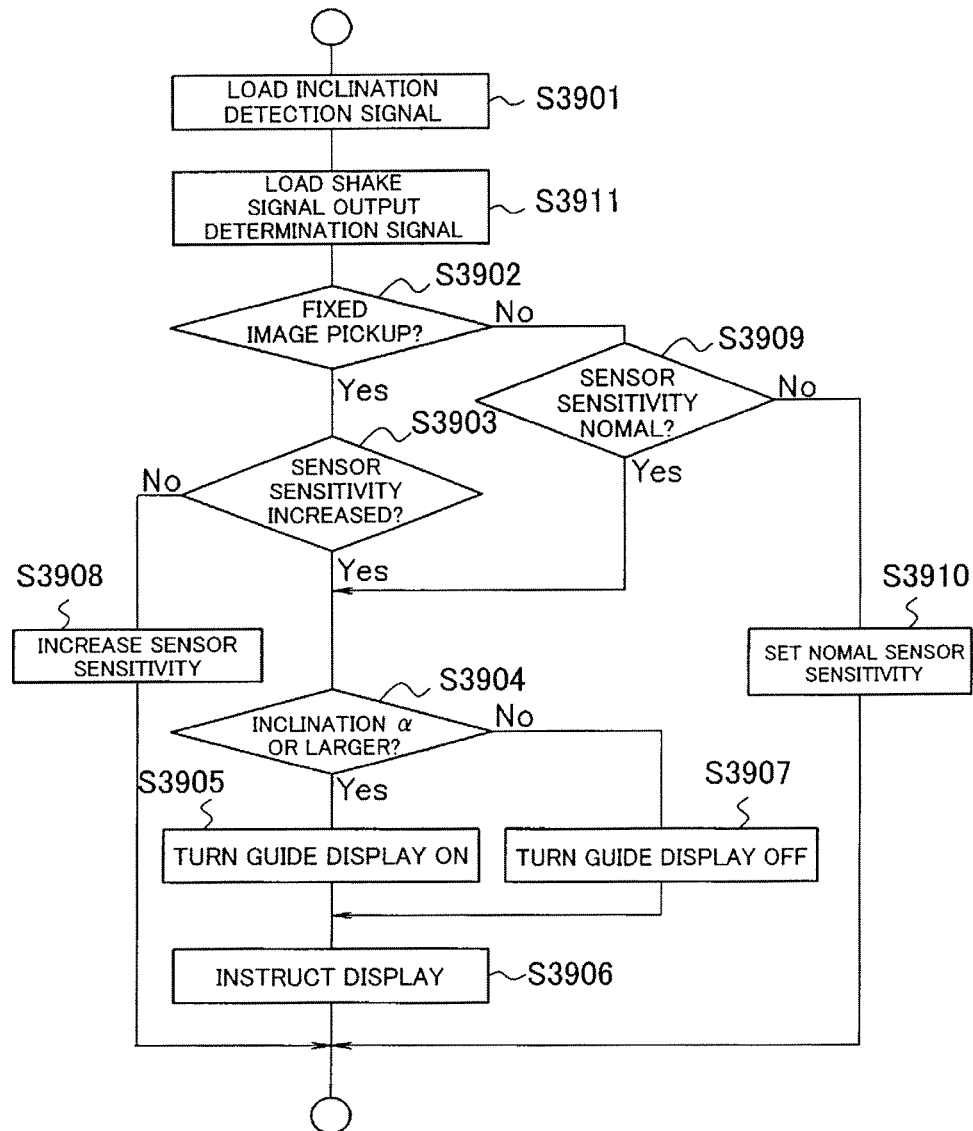 LOAD INCLINATION
DETECTION SIGNAL
S3901
LOAD SHAKE
SIGNAL OUTPUT
DETERMINATION SIGNAL
S3911
S3902
FIXED
IMAGE PICKUP?
No
Yes
S3909
SENSOR
SENSITIVITY
NOMAL?
No
Yes
S3903
SENSOR
SENSITIVITY
INCREASED?
No
Yes
S3908
INCREASE SENSOR
SENSITIVITY
S3910
SET NOMAL SENSOR
SENSITIVITY
S3904
INCLINATION α
OR LARGER?
No
Yes
S3905
TURN GUIDE DISPLAY ON
S3907
TURN GUIDE DISPLAY OFF
INSTRUCT DISPLAY
S3906